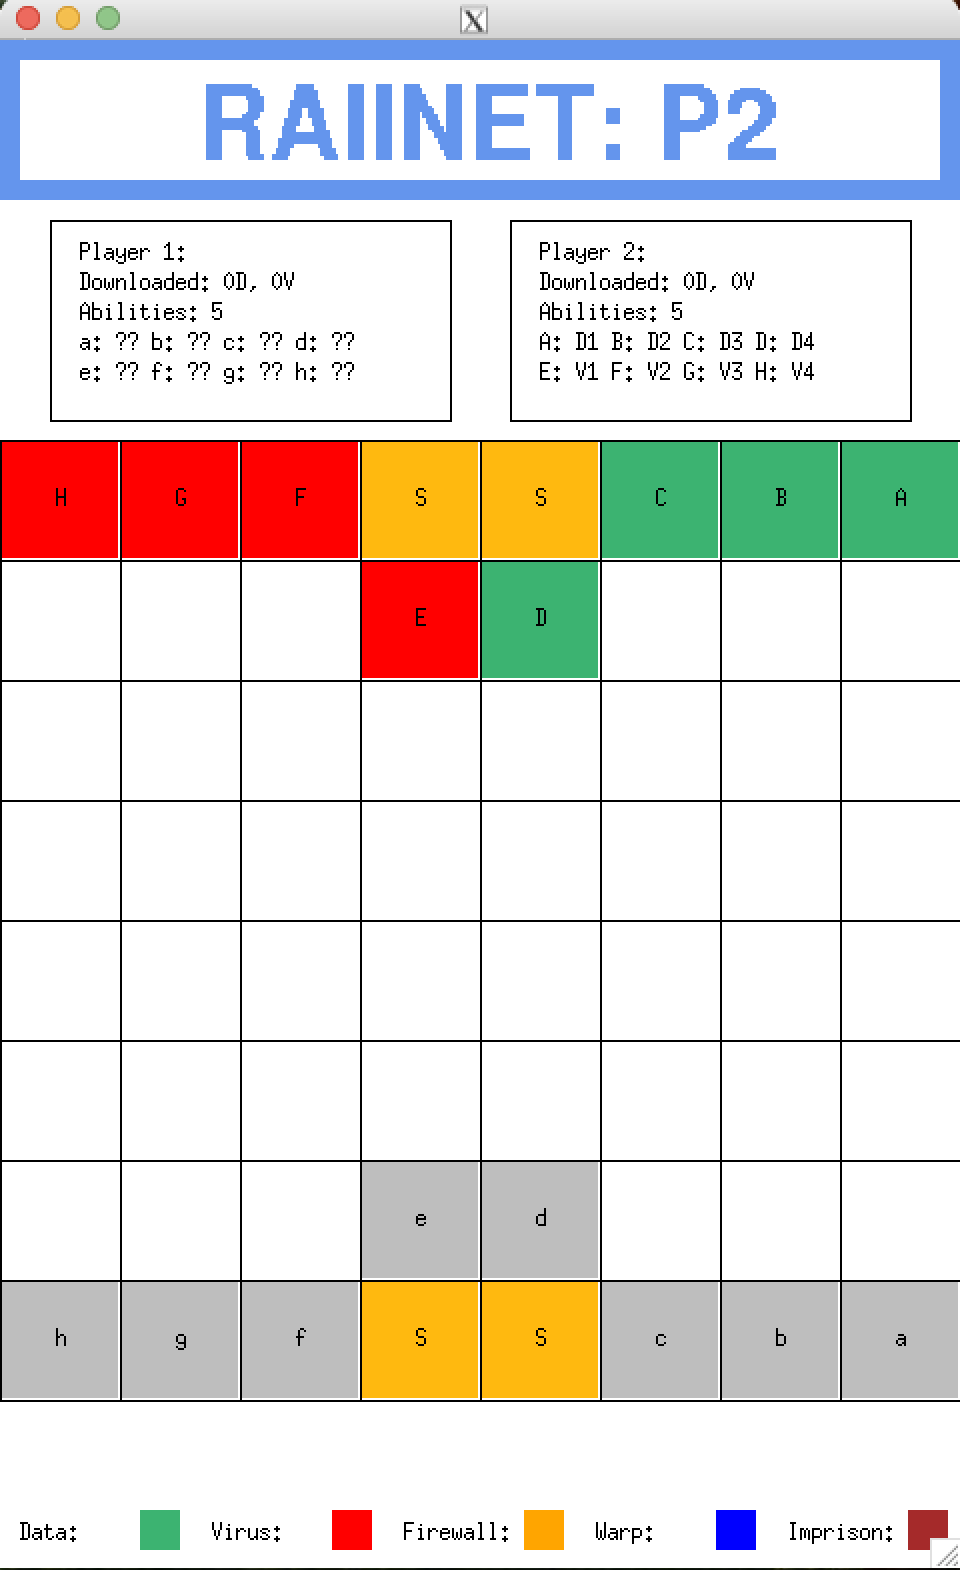 X
RAIINET: P2
Player 1:
Downloaded: 0D, 0V
Abilities: 5
a: ?? b: ?? c: ?? d: ??
e: ?? f: ?? g: ?? h: ??
Player 2:
Downloaded: 0D, 0V
Abilities: 5
A: D1 B: D2 C: D3 D: D4
E: V1 F: V2 G: V3 H: V4
H G F S S C B A
E D
e d
h g f S S c b a
Data: Virus: Firewall: Warp: Imprison: